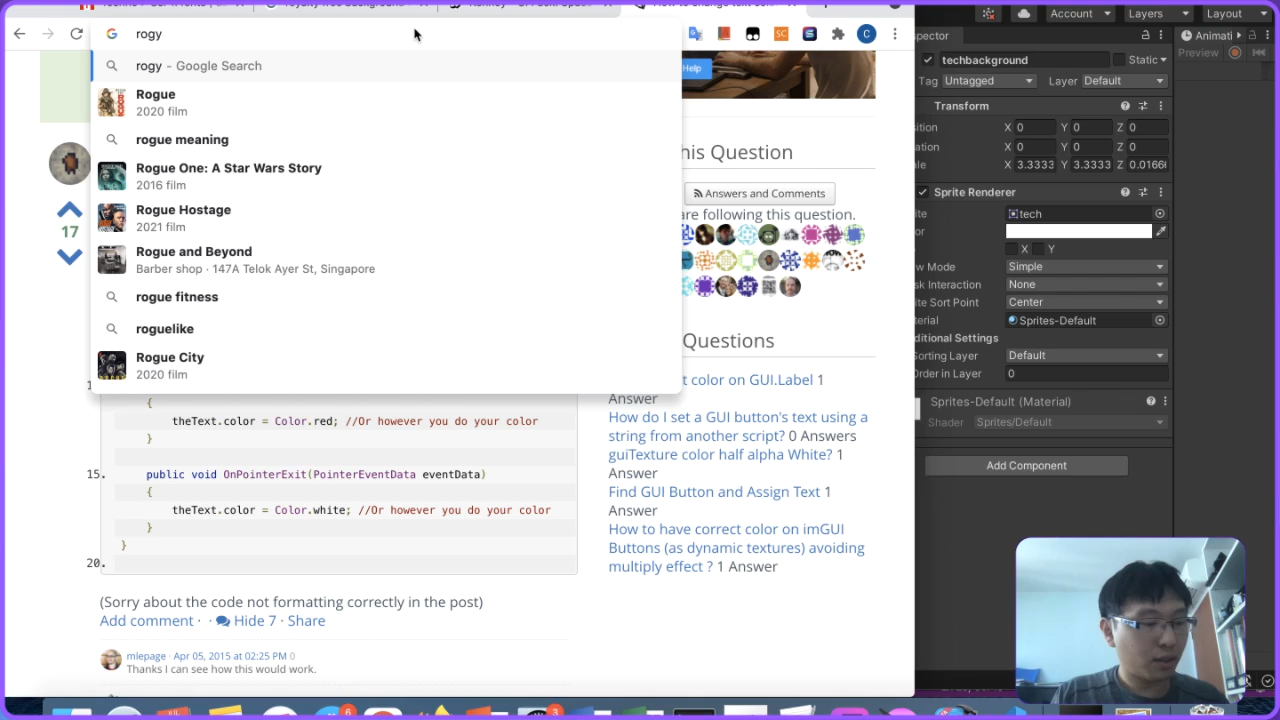 Account
Layers
Layout
rogy
C
rogy – Google Search
Rogue
2020 film
rogue meaning
Rogue One: A Star Wars Story
2016 film
Rogue Hostage
2021 film
Rogue and Beyond
Barber shop · 147A Telok Ayer St, Singapore
rogue fitness
roguelike
Rogue City
2020 film
17
{
theText.color = Color.red; //Or however you do your color
}
15. public void OnPointerExit(PointerEventData eventData)
{
theText.color = Color.white; //Or however you do your color
}
}
20.
(Sorry about the code not formatting correctly in the post)
Add comment · · Hide 7 · Share
mlepage · Apr 05, 2015 at 02:25 PM 0
Thanks I can see how this would work.
Help
his Question
Answers and Comments
are following this question.
Questions
t color on GUI.Label 1
Answer
How do I set a GUI button's text using a
string from another script? 0 Answers
guiTexture color half alpha White? 1
Answer
Find GUI Button and Assign Text 1
Answer
How to have correct color on imGUI
Buttons (as dynamic textures) avoiding
multiply effect ? 1 Answer
spector
techbackground
Static
Tag Untagged Layer Default
Transform
sition X 0 Y 0 Z 0
ation X 0 Y 0 Z 0
le X 3.3333 Y 3.3333 Z 0.0166
Sprite Renderer
ite tech
or
X Y
w Mode Simple
sk Interaction None
ite Sort Point Center
terial Sprites-Default
ditional Settings
Sorting Layer Default
Order in Layer 0
Sprites-Default (Material)
Shader Sprites/Default
Add Component
Animati
Preview
6
3